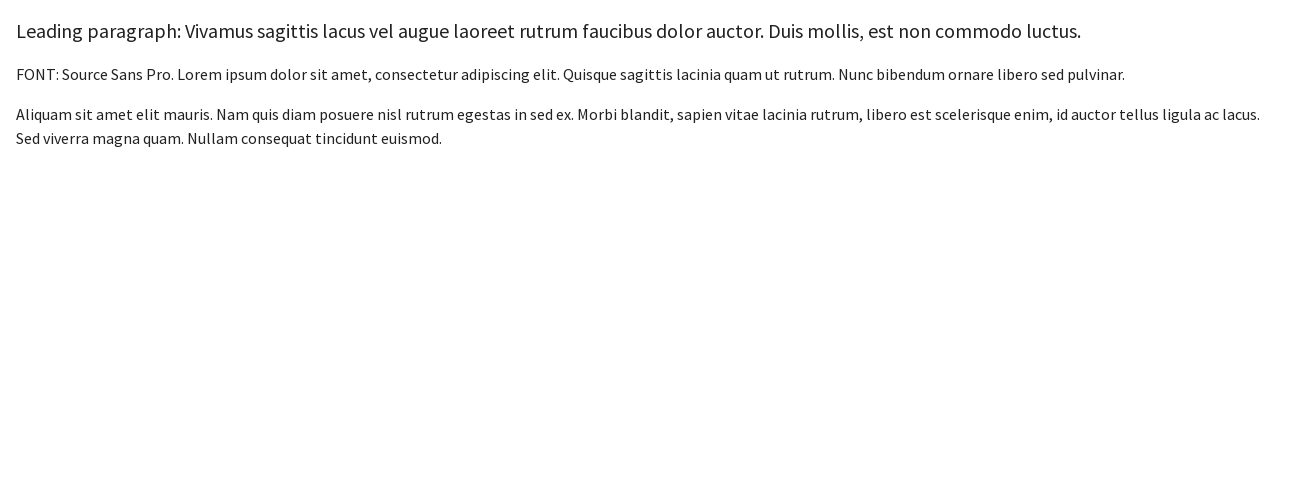 Leading paragraph: Vivamus sagittis lacus vel augue laoreet rutrum faucibus dolor auctor. Duis mollis, est non commodo luctus.
FONT: Source Sans Pro. Lorem ipsum dolor sit amet, consectetur adipiscing elit. Quisque sagittis lacinia quam ut rutrum. Nunc bibendum ornare libero sed pulvinar.
Aliquam sit amet elit mauris. Nam quis diam posuere nisl rutrum egestas in sed ex. Morbi blandit, sapien vitae lacinia rutrum, libero est scelerisque enim, id auctor tellus ligula ac lacus.
Sed viverra magna quam. Nullam consequat tincidunt euismod.